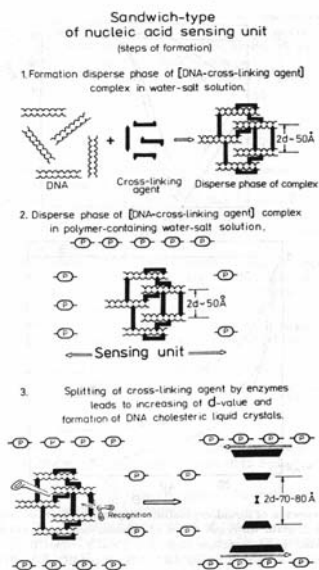 Sandwich-type
of nucleic acid sensing unit
(steps of formation)
1. Formation disperse phase of [DNA-cross-linking agent]
complex in water-salt solution.
+
2d~50Å
DNA
Cross-linking
agent
Disperse phase of complex
2. Disperse phase of [DNA-cross-linking agent] complex
in polymer-containing water-salt solution.
P P P P P
P P
P P
2d~50Å
P P
Sensing unit
3. Splitting of cross-linking agent by enzymes
leads to increasing of d-value and
formation of DNA cholesteric liquid crystals.
P P P P P P P P
P P
2d~70-80Å
Recognition
P P
P P P P P P P P